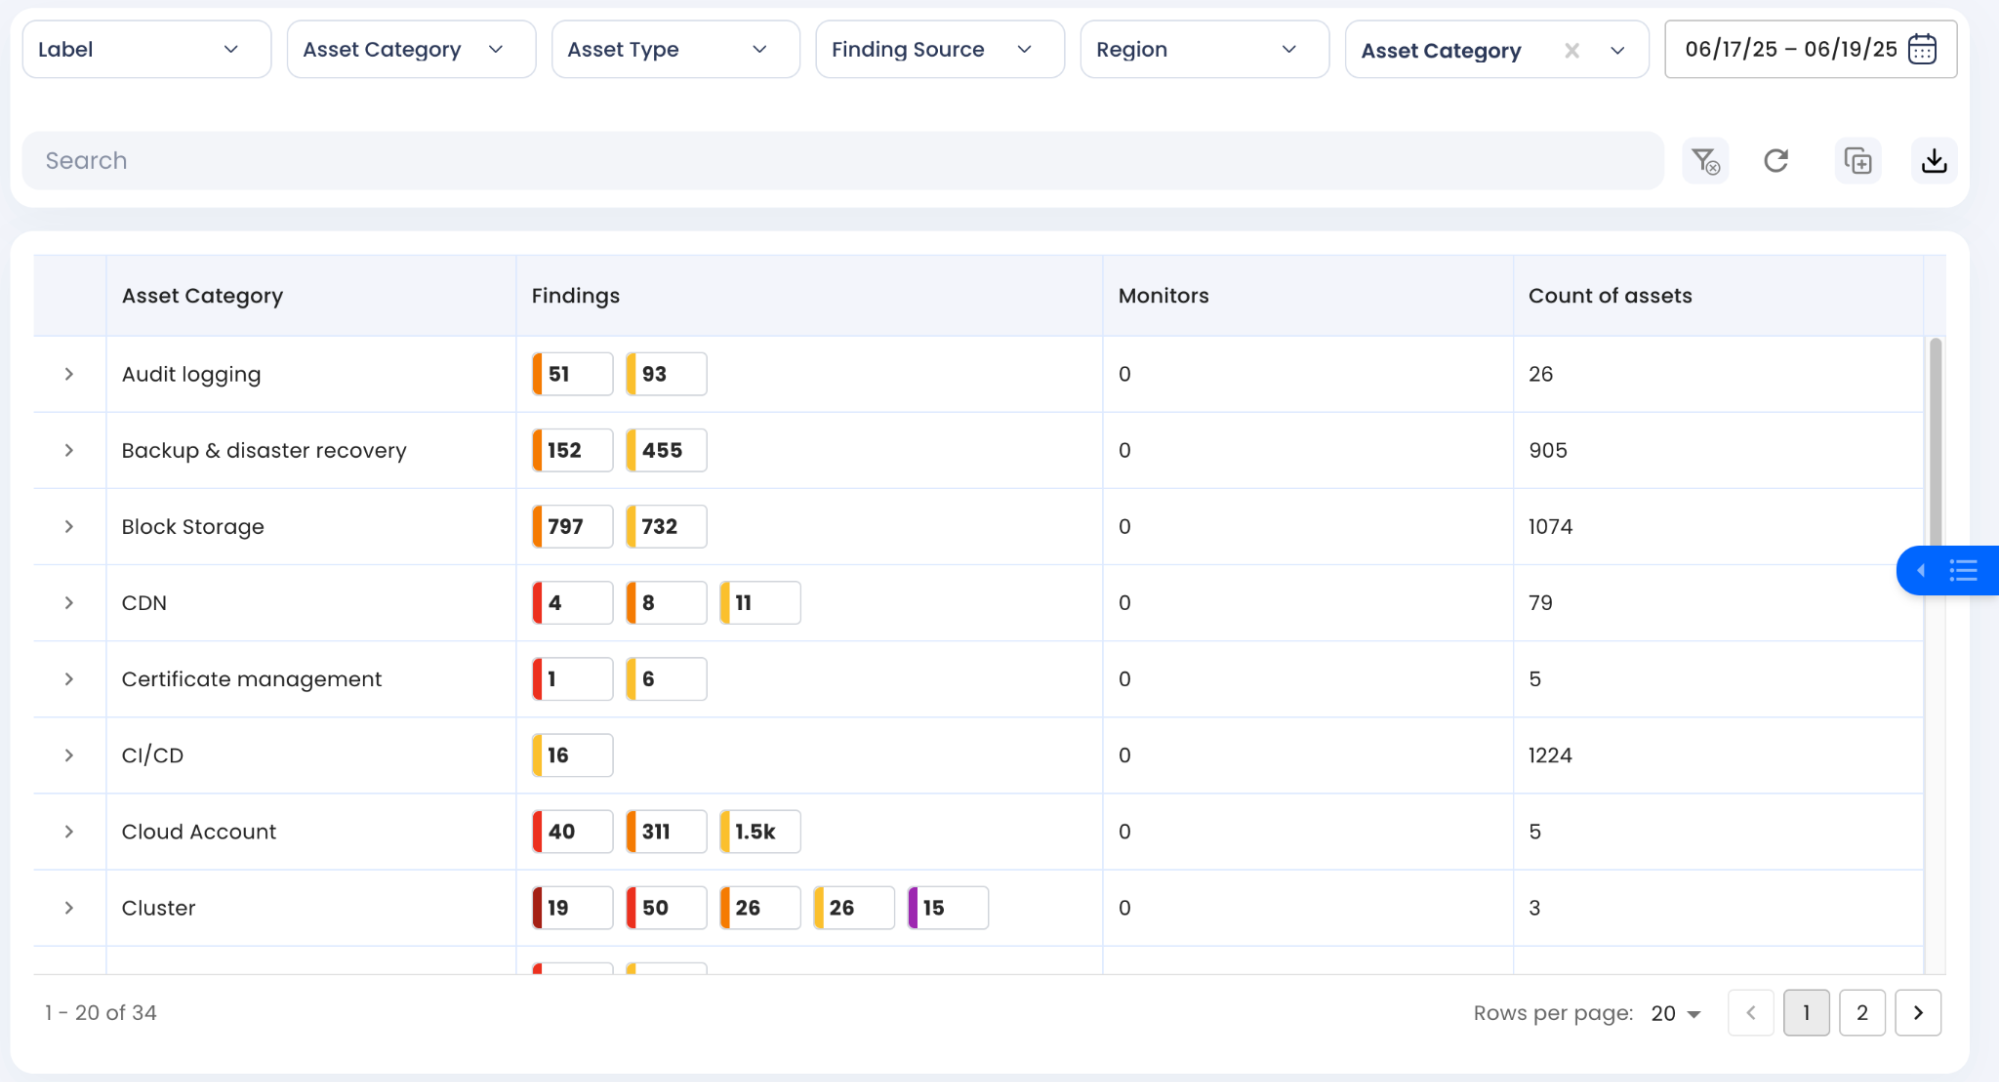 Label Asset Category Asset Type Finding Source Region Asset Category 06/17/25 – 06/19/25
Search
Asset Category Findings Monitors Count of assets
Audit logging 51 93 0 26
Backup & disaster recovery 152 455 0 905
Block Storage 797 732 0 1074
CDN 4 8 11 0 79
Certificate management 1 6 0 5
CI/CD 16 0 1224
Cloud Account 40 311 1.5k 0 5
Cluster 19 50 26 26 15 0 3
1 - 20 of 34 Rows per page: 20 1 2